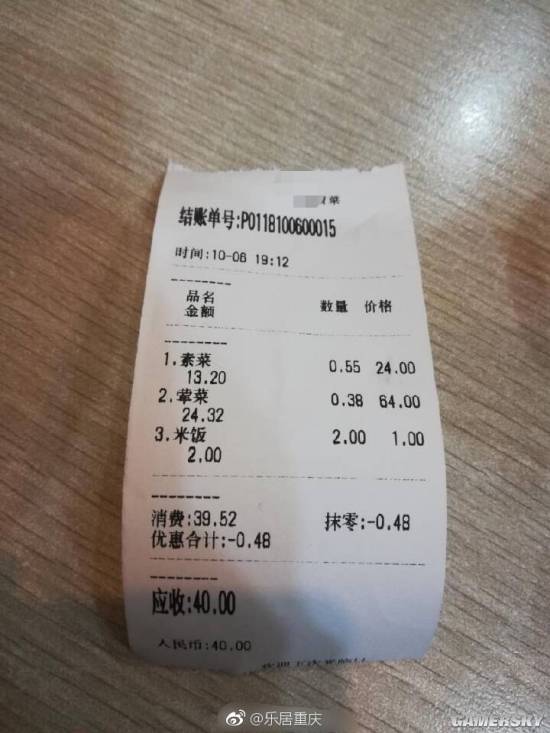 菜
结账单号:P0118100600015
时间:10-06 19:12
--------
品名 数量 价格
金额
--------
1.素菜 0.55 24.00
13.20
2.荤菜 0.38 64.00
24.32
3.米饭 2.00 1.00
2.00
--------
消费:39.52 抹零:-0.48
优惠合计:-0.48
--------
应收:40.00
人民币:40.00
@乐居重庆
GAMERSKY